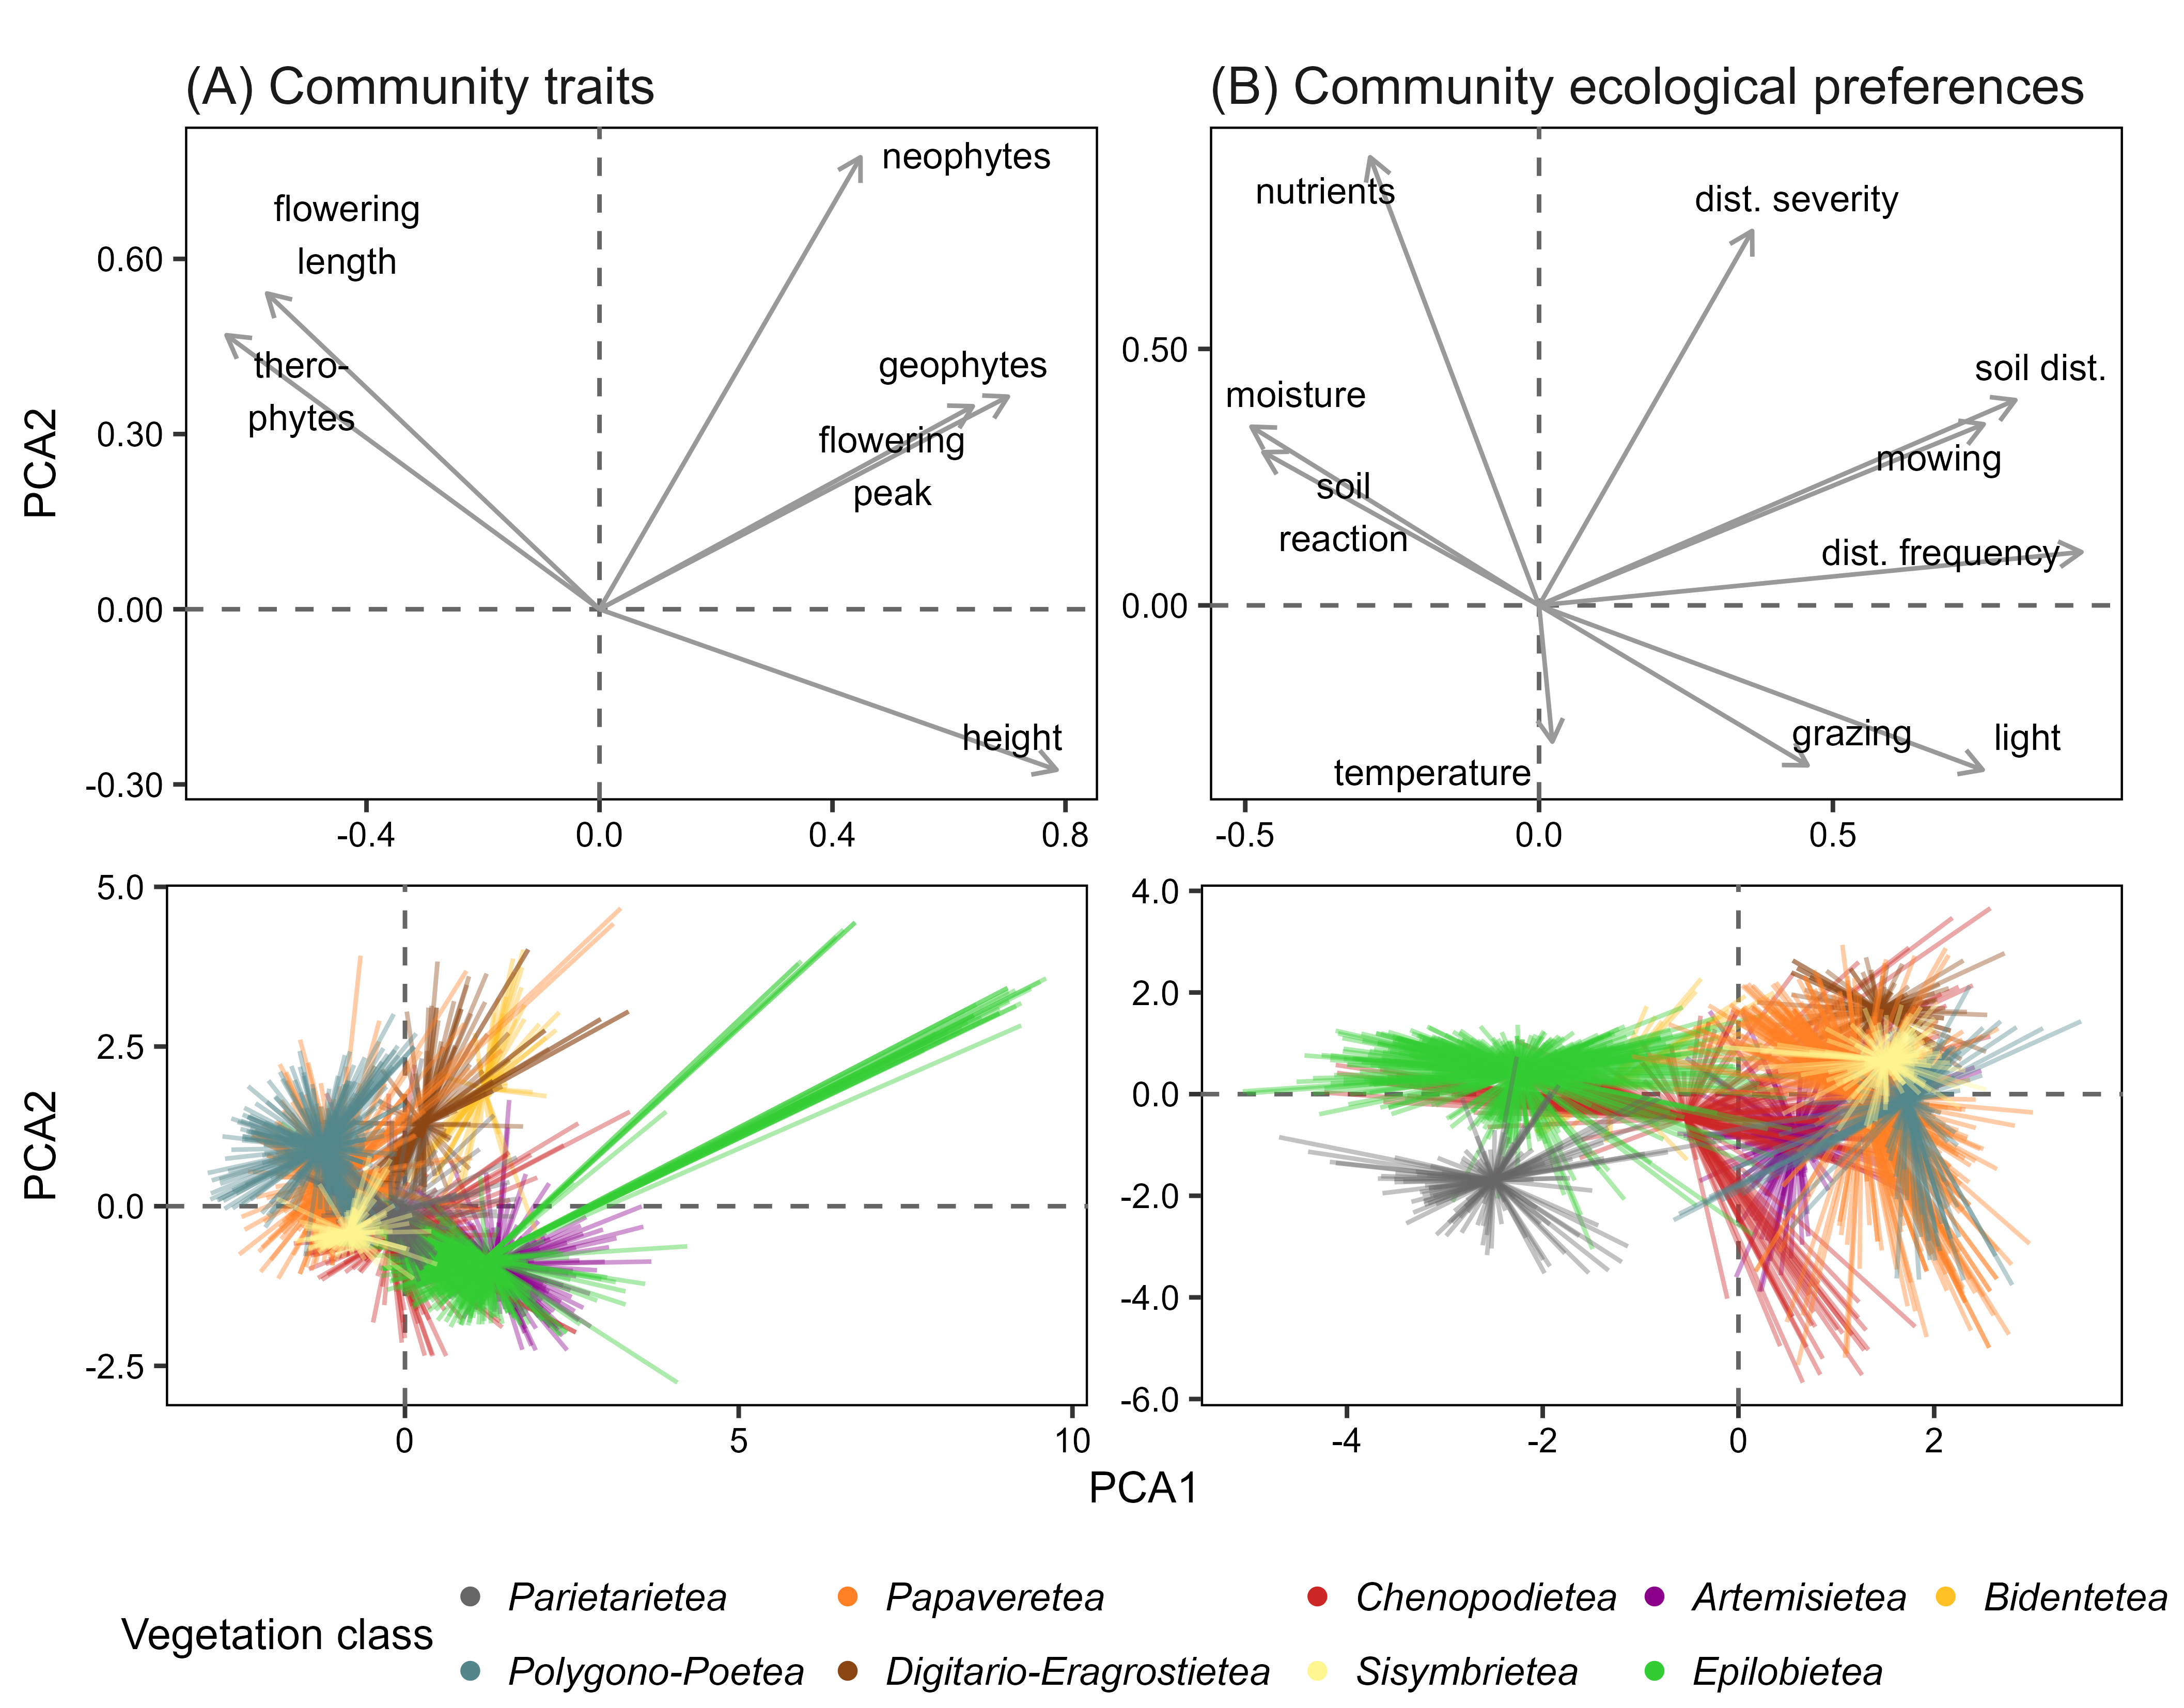 (A) Community traits
(B) Community ecological preferences
PCA2
0.60
0.30
0.00
-0.30
neophytes
flowering
length
thero-
phytes
geophytes
flowering
peak
height
-0.4
0.0
0.4
0.8
0.50
0.00
nutrients
dist. severity
moisture
soil dist.
mowing
soil
reaction
dist. frequency
grazing
light
temperature
-0.5
0.0
0.5
PCA2
5.0
2.5
0.0
-2.5
0
5
10
4.0
2.0
0.0
-2.0
-4.0
-6.0
-4
-2
0
2
PCA1
Vegetation class
Parietarietea
Papaveretea
Chenopodietea
Artemisietea
Bidentetea
Polygono-Poetea
Digitario-Eragrostietea
Sisymbrietea
Epilobietea